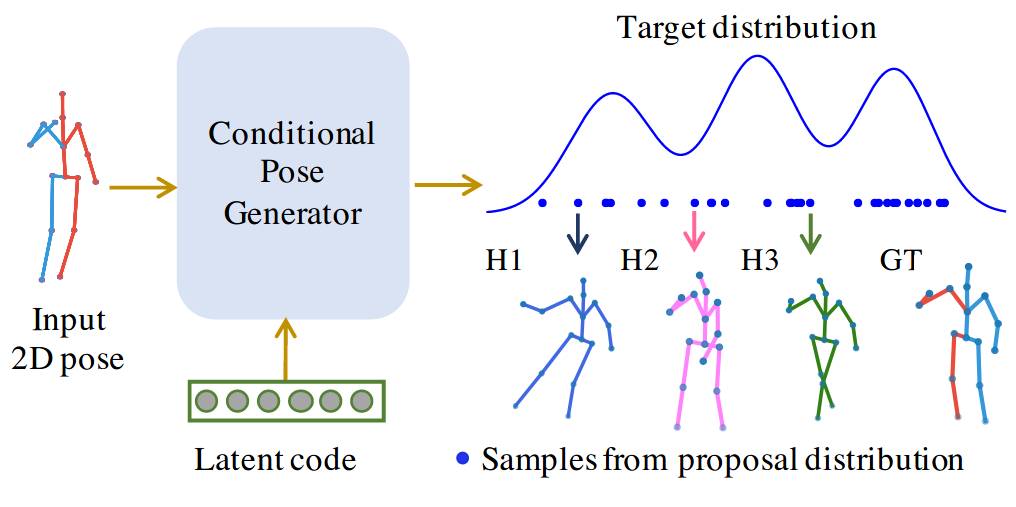 Target distribution
Conditional
Pose
Generator
H1 H2 H3 GT
Input
2D pose
Latent code
Samples from proposal distribution